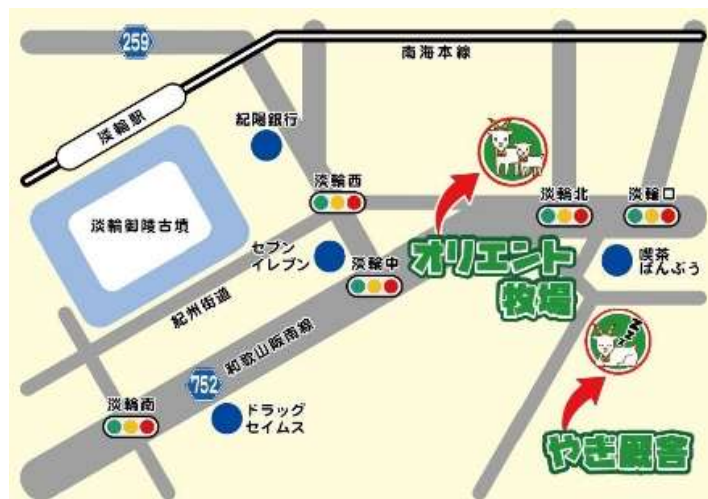 259
南海本線
淡輪駅
紀陽銀行
淡輪西
淡輪北
淡輪口
淡輪御陵古墳
セブン
イレブン
淡輪中
オリエント
牧場
喫茶
ばんぶう
紀州街道
和歌山阪南線
752
ZZZ
淡輪南
ドラッグ
セイムス
やぎ厩舎